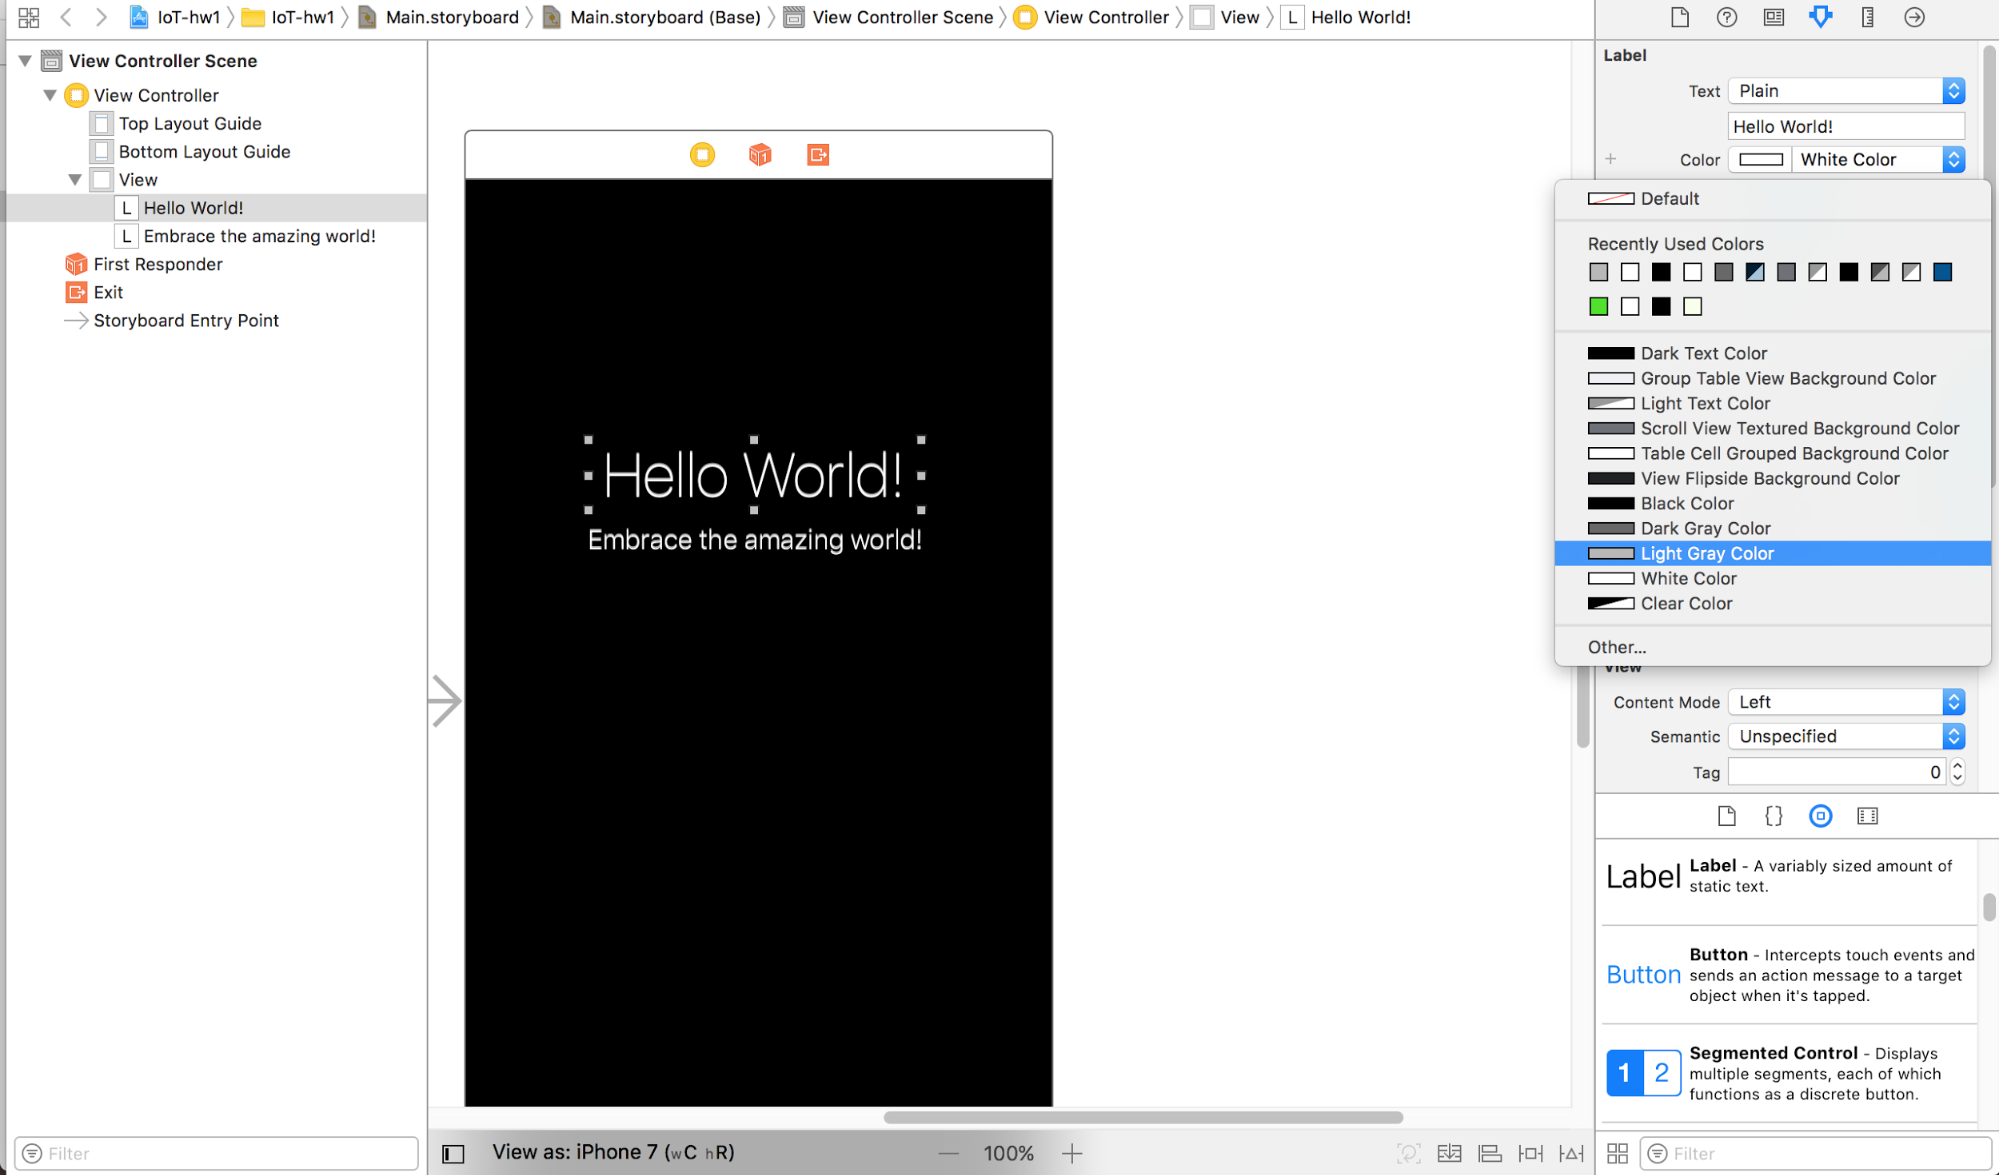 IoT-hw1 IoT-hw1 Main.storyboard Main.storyboard (Base) View Controller Scene View Controller View L Hello World!
View Controller Scene
View Controller
Top Layout Guide
Bottom Layout Guide
View
L Hello World!
L Embrace the amazing world!
First Responder
Exit
Storyboard Entry Point
Filter
Hello World!
Embrace the amazing world!
View as: iPhone 7 (wC hR)
100%
Label
Text Plain
Hello World!
Color White Color
Default
Recently Used Colors
Dark Text Color
Group Table View Background Color
Light Text Color
Scroll View Textured Background Color
Table Cell Grouped Background Color
View Flipside Background Color
Black Color
Dark Gray Color
Light Gray Color
White Color
Clear Color
Other...
View
Content Mode Left
Semantic Unspecified
Tag 0
{}
Label Label - A variably sized amount of
static text.
Button Button - Intercepts touch events and
sends an action message to a target
object when it's tapped.
1 2 Segmented Control - Displays
multiple segments, each of which
functions as a discrete button.
Filter